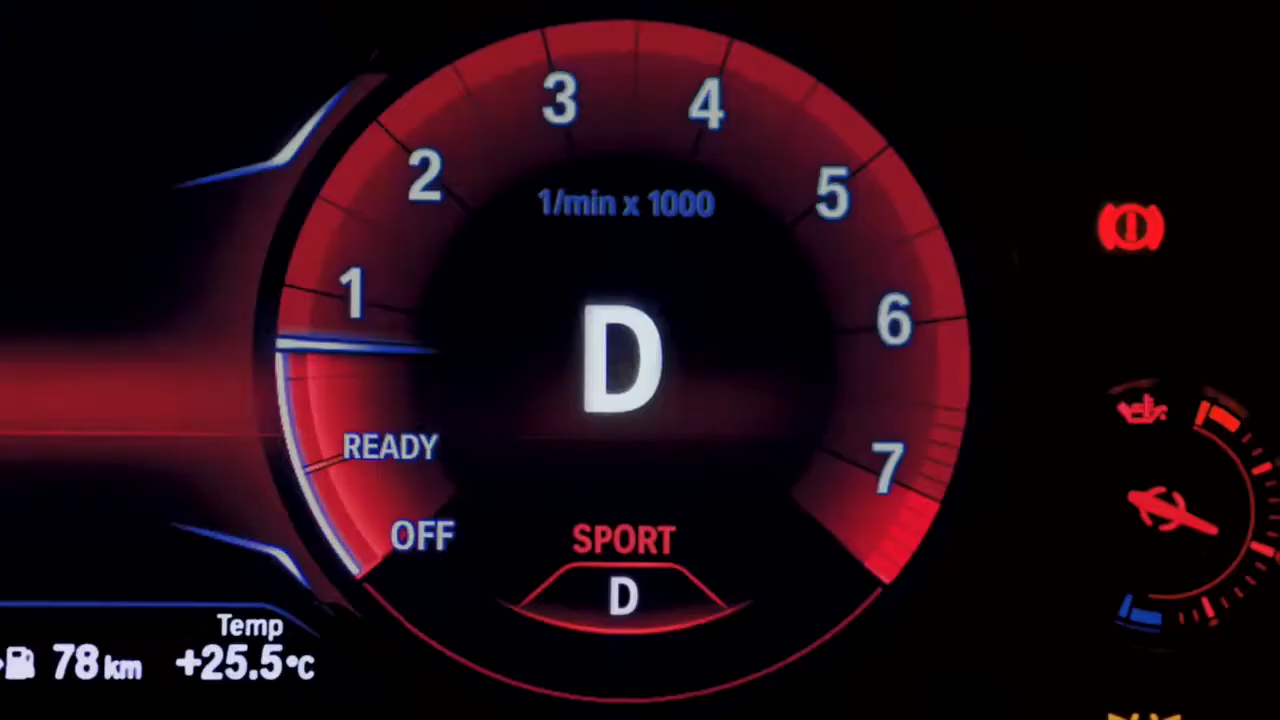 3
4
2
5
1/min x 1000
1
6
D
READY
7
OFF
SPORT
D
Temp
78 km
+25.5°C